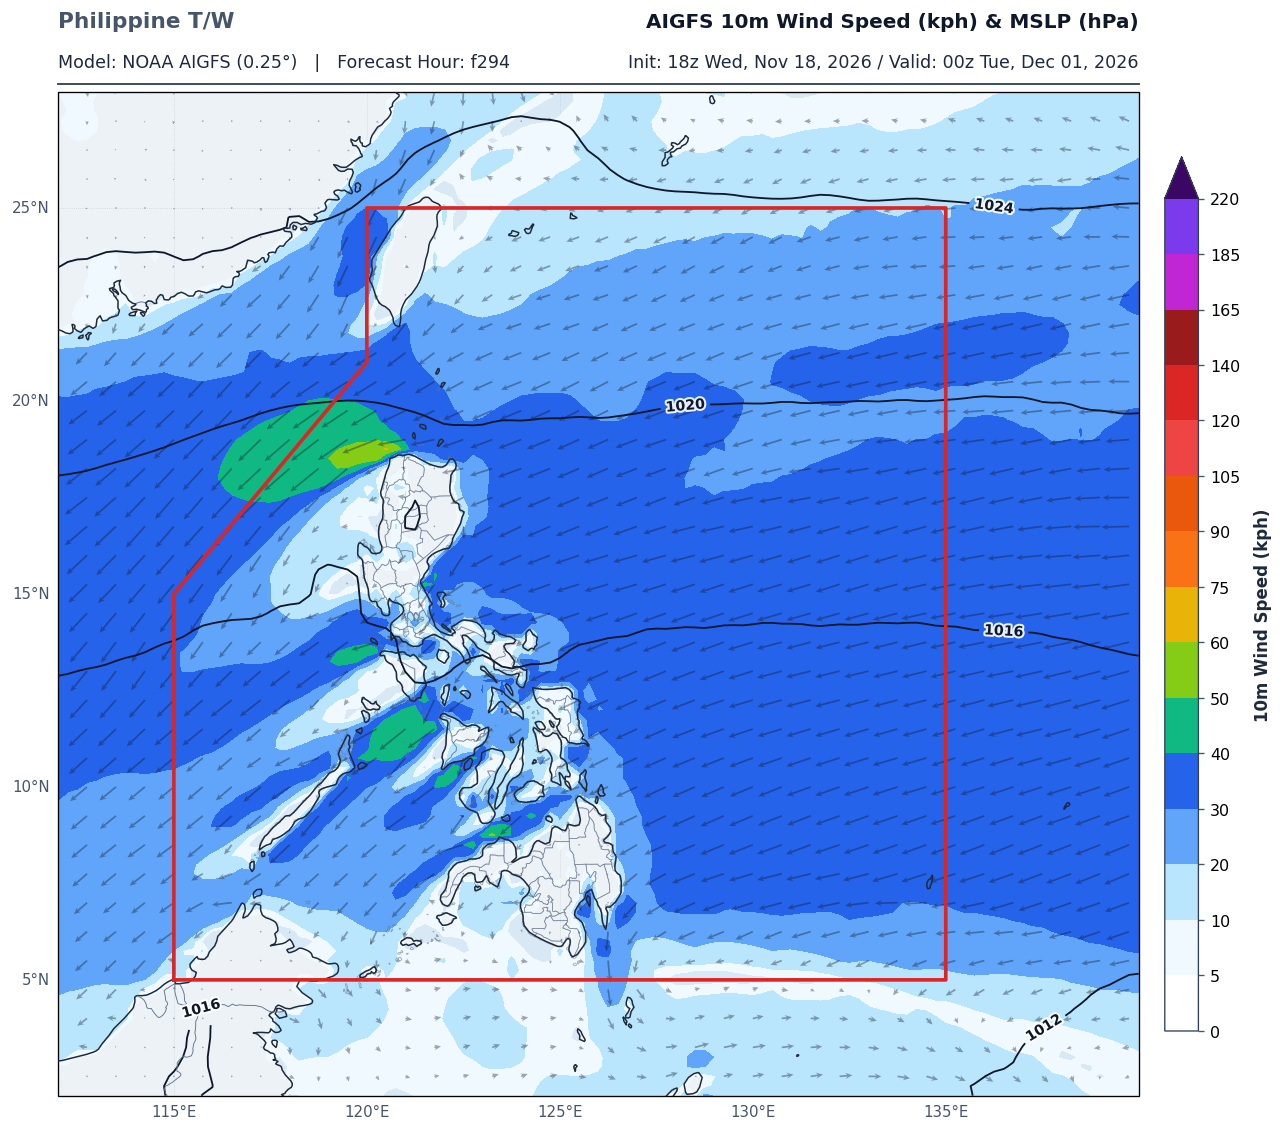 Philippine T/W
AIGFS 10m Wind Speed (kph) & MSLP (hPa)
Model: NOAA AIGFS (0.25°) | Forecast Hour: f294
Init: 18z Wed, Nov 18, 2026 / Valid: 00z Tue, Dec 01, 2026
25°N
20°N
15°N
10°N
5°N
115°E
120°E
125°E
130°E
135°E
1024
1020
1016
1016
1012
220
185
165
140
120
105
90
75
60
50
40
30
20
10
5
0
10m Wind Speed (kph)